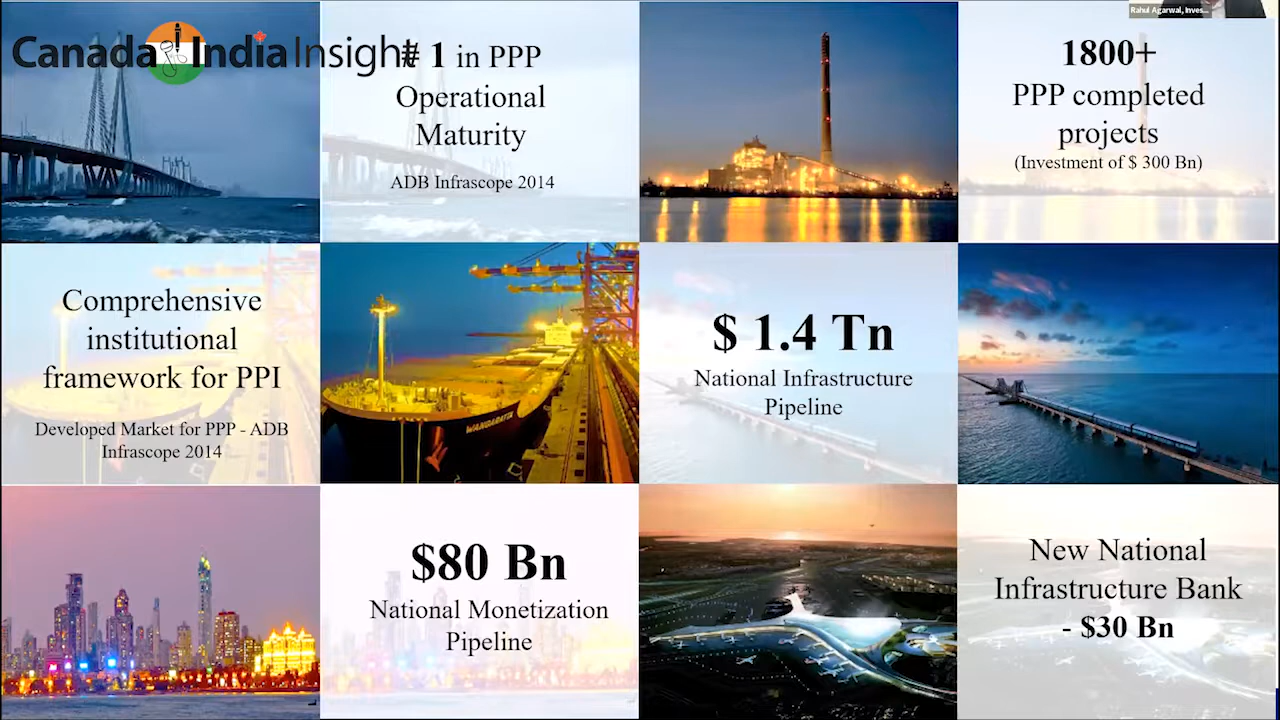 Rahul Agarwal, Inves...
Canada India Insight
# 1 in PPP
Operational
Maturity
ADB Infrascope 2014
1800+
PPP completed
projects
(Investment of $ 300 Bn)
Comprehensive
institutional
framework for PPI
Developed Market for PPP - ADB
Infrascope 2014
WANGARATTA
$ 1.4 Tn
National Infrastructure
Pipeline
$80 Bn
National Monetization
Pipeline
New National
Infrastructure Bank
- $30 Bn